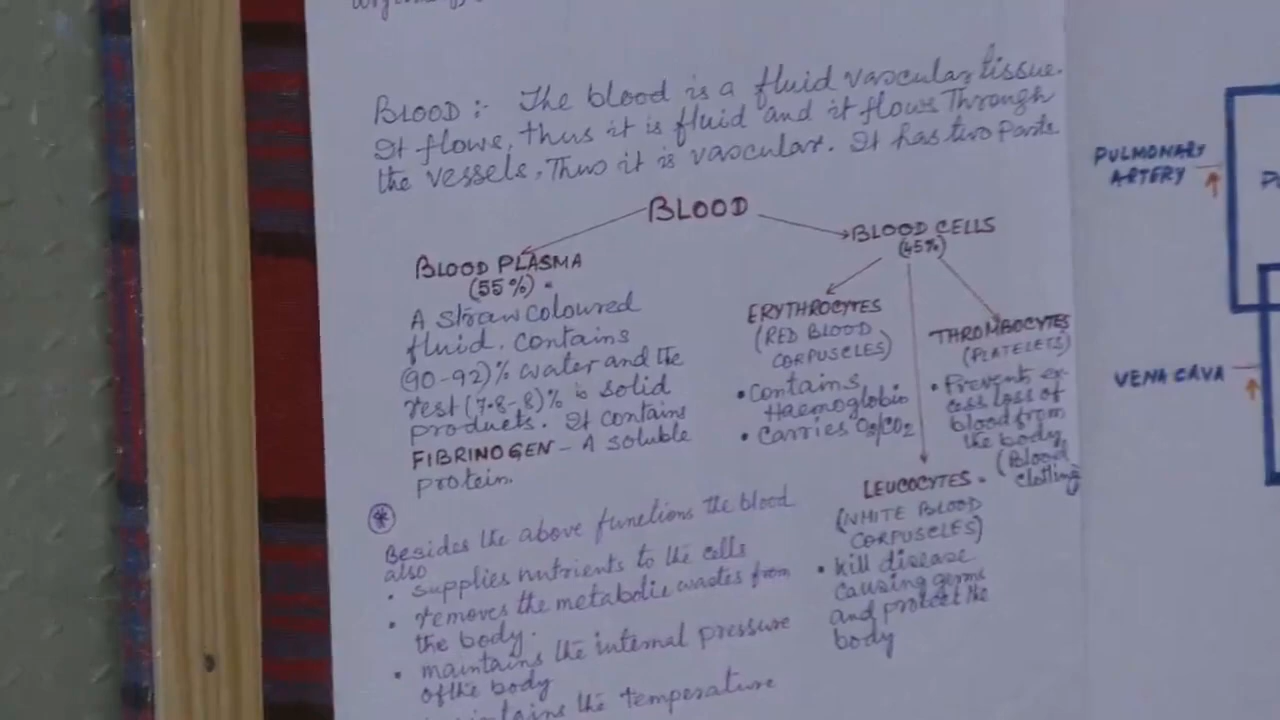 BLOOD :- The blood is a fluid vascular tissue.
It flows, thus it is fluid and it flows Through
the vessels, Thus it is vascular. It has two Parts
BLOOD
BLOOD PLASMA
(55%)
A straw coloured
fluid. Contains
(90-92)% water and the
rest (7.8-8)% is solid
products. It contains
FIBRINOGEN - A soluble
protein.
BLOOD CELLS
(45%)
ERYTHROCYTES
(RED BLOOD
CORPUSCLES)
• Contains
Haemoglobin
• Carries O2/CO2
THROMBOCYTES
(PLATELETS)
• Prevents ex-
cess loss of
blood from
the body
(Blood
clotting)
LEUCOCYTES
(WHITE BLOOD
CORPUSCLES)
• kill disease
causing germs
and protect the
body
Besides the above functions the blood
also
• supplies nutrients to the cells
• removes the metabolic wastes from
the body.
• maintains the internal pressure
of the body
the temperature
PULMONARY
ARTERY
VENA CAVA